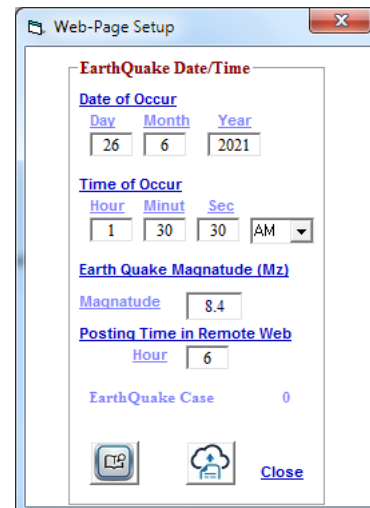 Web-Page Setup
EarthQuake Date/Time
Date of Occur
Day Month Year
26 6 2021
Time of Occur
Hour Minut Sec
1 30 30 AM
Earth Quake Magnatude (Mz)
Magnatude 8.4
Posting Time in Remote Web
Hour 6
EarthQuake Case 0
Close